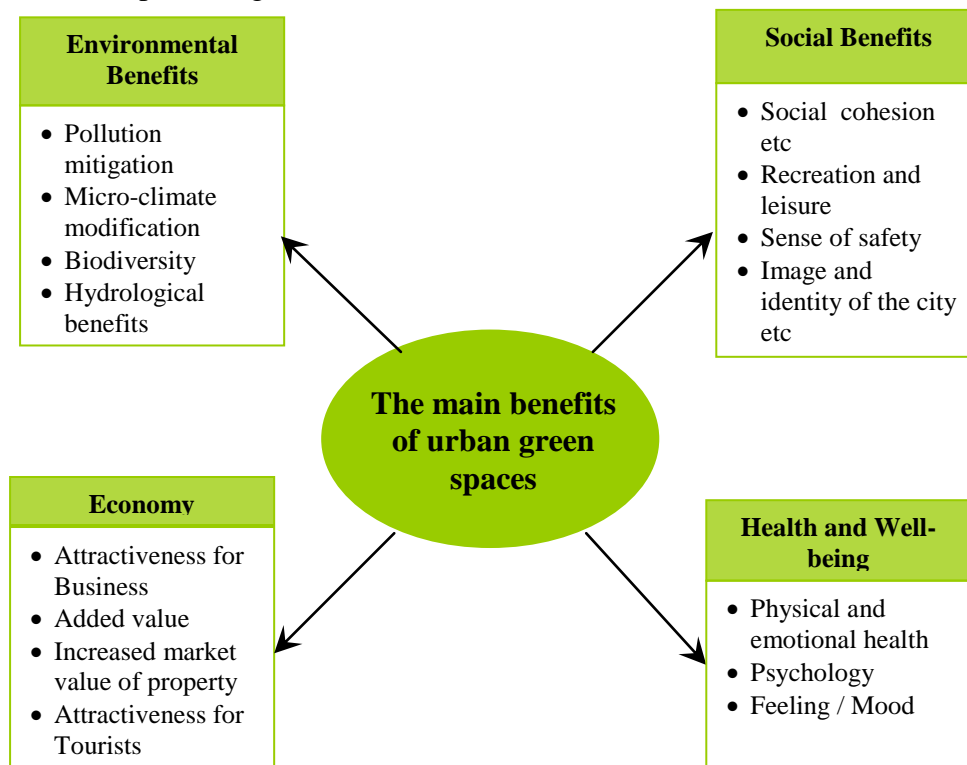 Environmental
Benefits
• Pollution
mitigation
• Micro-climate
modification
• Biodiversity
• Hydrological
benefits
Social Benefits
• Social cohesion
etc
• Recreation and
leisure
• Sense of safety
• Image and
identity of the city
etc
The main benefits
of urban green
spaces
Economy
• Attractiveness for
Business
• Added value
• Increased market
value of property
• Attractiveness for
Tourists
Health and Well-
being
• Physical and
emotional health
• Psychology
• Feeling / Mood